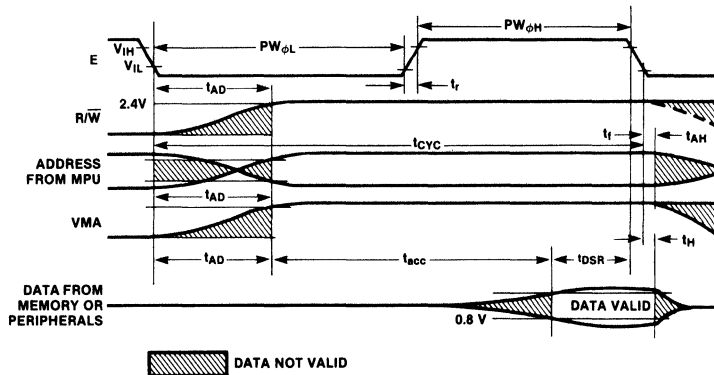 PWϕL
PWϕH
VIH
E
VIL
tAD
tr
2.4V
R/W̅
tf
tAH
tCYC
ADDRESS
FROM MPU
tAD
VMA
tH
tAD
tacc
tDSR
DATA FROM
MEMORY OR
PERIPHERALS
DATA VALID
0.8 V
DATA NOT VALID